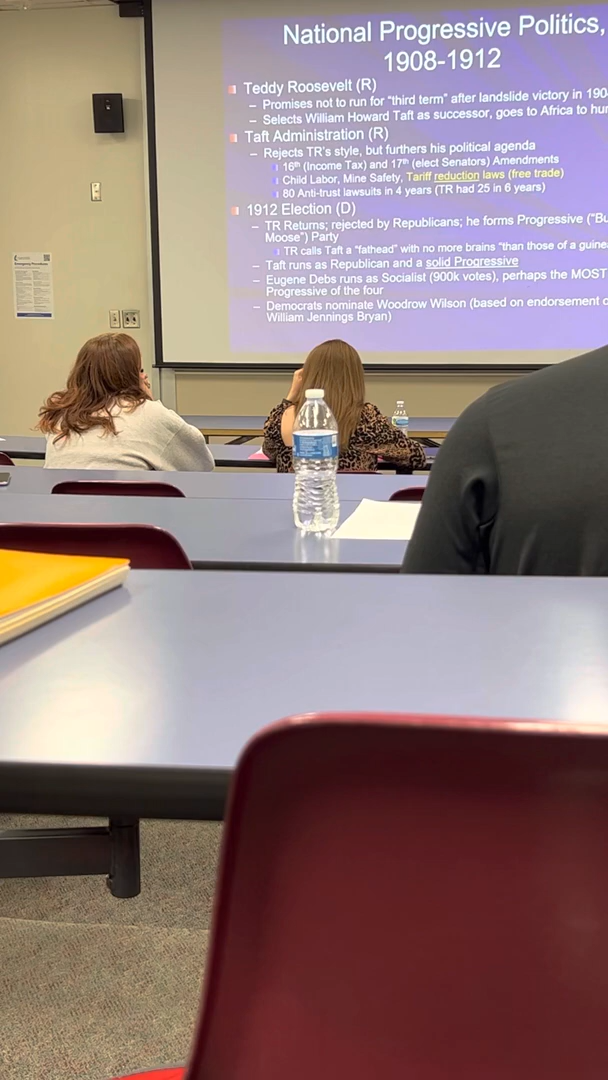 National Progressive Politics,
1908-1912
Teddy Roosevelt (R)
– Promises not to run for "third term" after landslide victory in 190
– Selects William Howard Taft as successor, goes to Africa to hu
Taft Administration (R)
– Rejects TR's style, but furthers his political agenda
16th (Income Tax) and 17th (elect Senators) Amendments
Child Labor, Mine Safety, Tariff reduction laws (free trade)
80 Anti-trust lawsuits in 4 years (TR had 25 in 6 years)
1912 Election (D)
– TR Returns; rejected by Republicans; he forms Progressive ("Bu
Moose") Party
TR calls Taft a "fathead" with no more brains "than those of a guine
– Taft runs as Republican and a solid Progressive
– Eugene Debs runs as Socialist (900k votes), perhaps the MOST
Progressive of the four
– Democrats nominate Woodrow Wilson (based on endorsement o
William Jennings Bryan)
Emergency Procedures